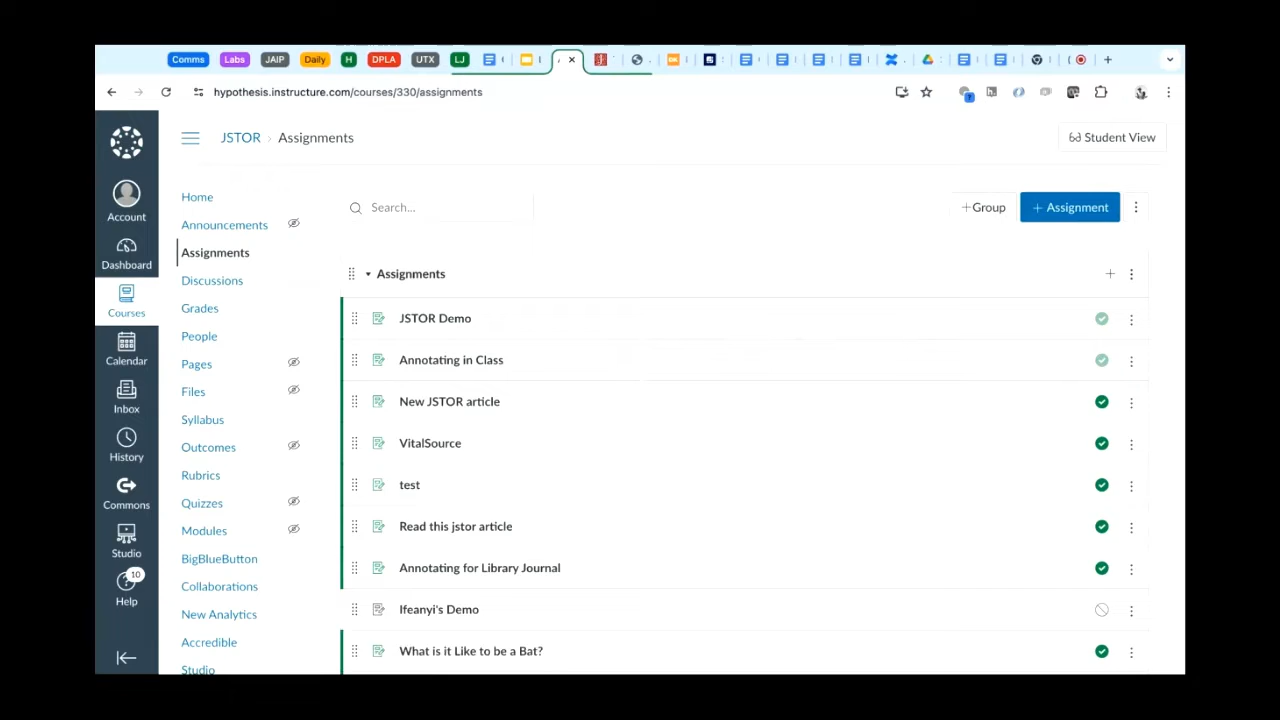 Comms Labs JAIP Daily H DPLA UTX LJ
hypothesis.instructure.com/courses/330/assignments
JSTOR › Assignments
Student View
Account
Dashboard
Courses
Calendar
Inbox
History
Commons
Studio
10
Help
Home
Announcements
Assignments
Discussions
Grades
People
Pages
Files
Syllabus
Outcomes
Rubrics
Quizzes
Modules
BigBlueButton
Collaborations
New Analytics
Accredible
Studio
Search...
+Group
+ Assignment
Assignments
JSTOR Demo
Annotating in Class
New JSTOR article
VitalSource
test
Read this jstor article
Annotating for Library Journal
Ifeanyi's Demo
What is it Like to be a Bat?